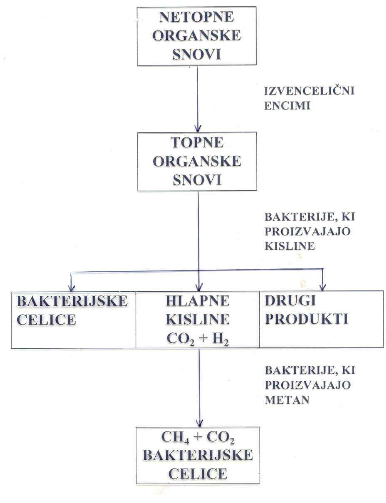 NETOPNE
ORGANSKE
SNOVI
IZVENCELIČNI
ENCIMI
TOPNE
ORGANSKE
SNOVI
BAKTERIJE, KI
PROIZVAJAJO
KISLINE
BAKTERIJSKE
CELICE
HLAPNE
KISLINE
CO₂ + H₂
DRUGI
PRODUKTI
BAKTERIJE, KI
PROIZVAJAJO
METAN
CH₄ + CO₂
BAKTERIJSKE
CELICE